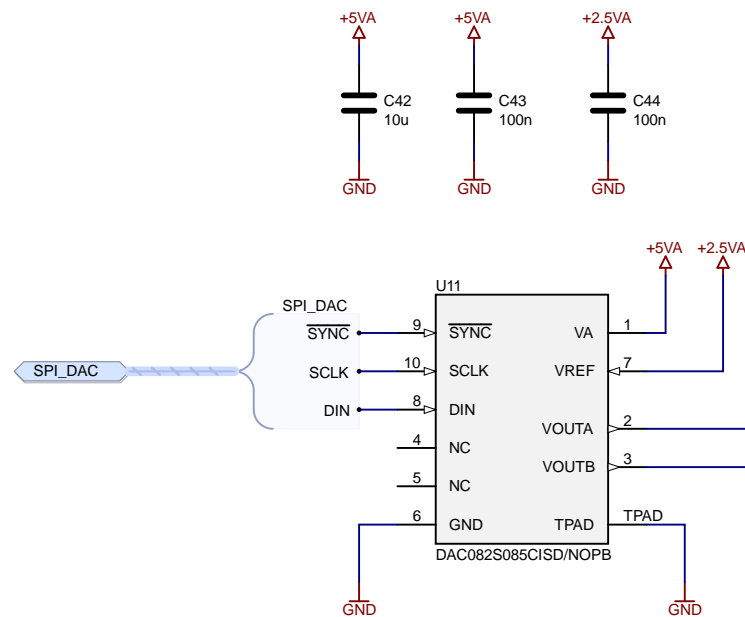 +5VA
+5VA
+2.5VA
C42
10u
C43
100n
C44
100n
GND
GND
GND
+5VA
+2.5VA
U11
SPI_DAC
SYNC
9
SYNC
VA
1
SPI_DAC
SCLK
10
SCLK
VREF
7
DIN
8
DIN
VOUTA
2
4
NC
VOUTB
3
5
NC
6
GND
TPAD
TPAD
DAC082S085CISD/NOPB
GND
GND